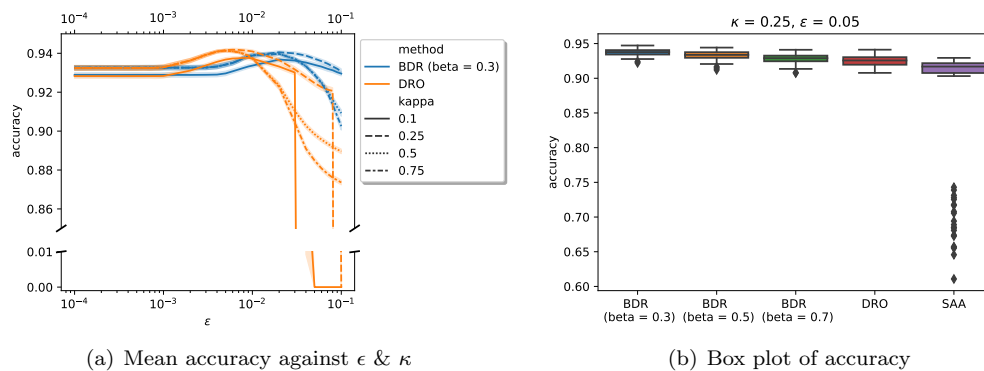 10⁻⁴ 10⁻³ 10⁻² 10⁻¹
0.94
0.92
0.90
0.88
0.86
0.01
0.00
accuracy
10⁻⁴ 10⁻³ 10⁻² 10⁻¹
ε
method
BDR (beta = 0.3)
DRO
kappa
0.1
0.25
0.5
0.75
(a) Mean accuracy against ϵ & κ
κ = 0.25, ε = 0.05
0.95
0.90
0.85
0.80
0.75
0.70
0.65
0.60
accuracy
BDR BDR BDR DRO SAA
(beta = 0.3) (beta = 0.5) (beta = 0.7)
(b) Box plot of accuracy